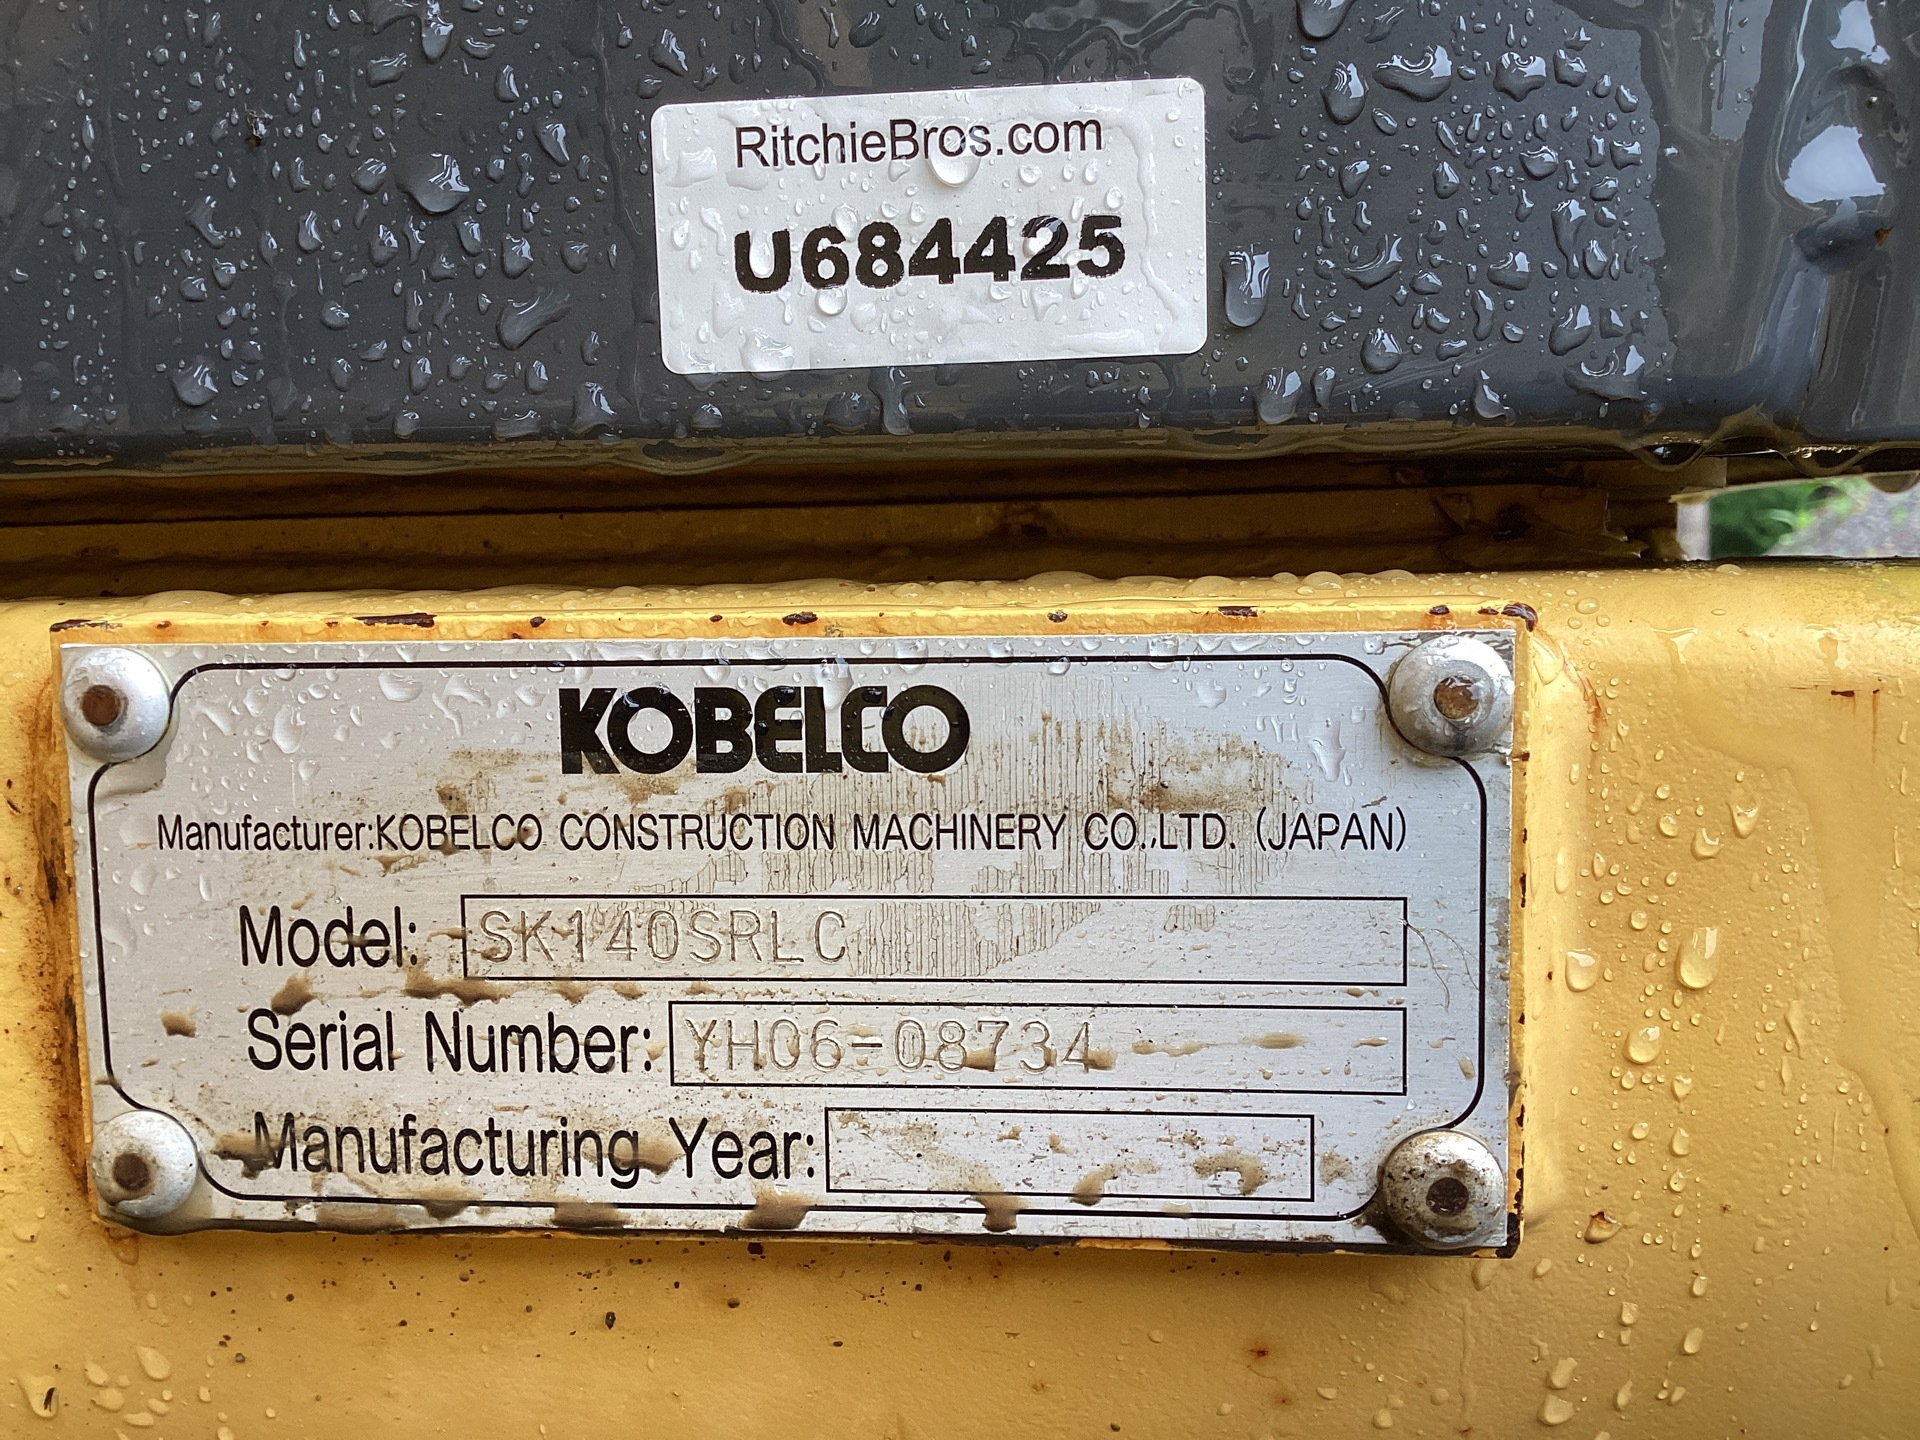 RitchieBros.com
U684425
KOBELCO
Manufacturer:KOBELCO CONSTRUCTION MACHINERY CO.,LTD. (JAPAN)
Model: SK140SRLC
Serial Number: YH06-08734
Manufacturing Year: